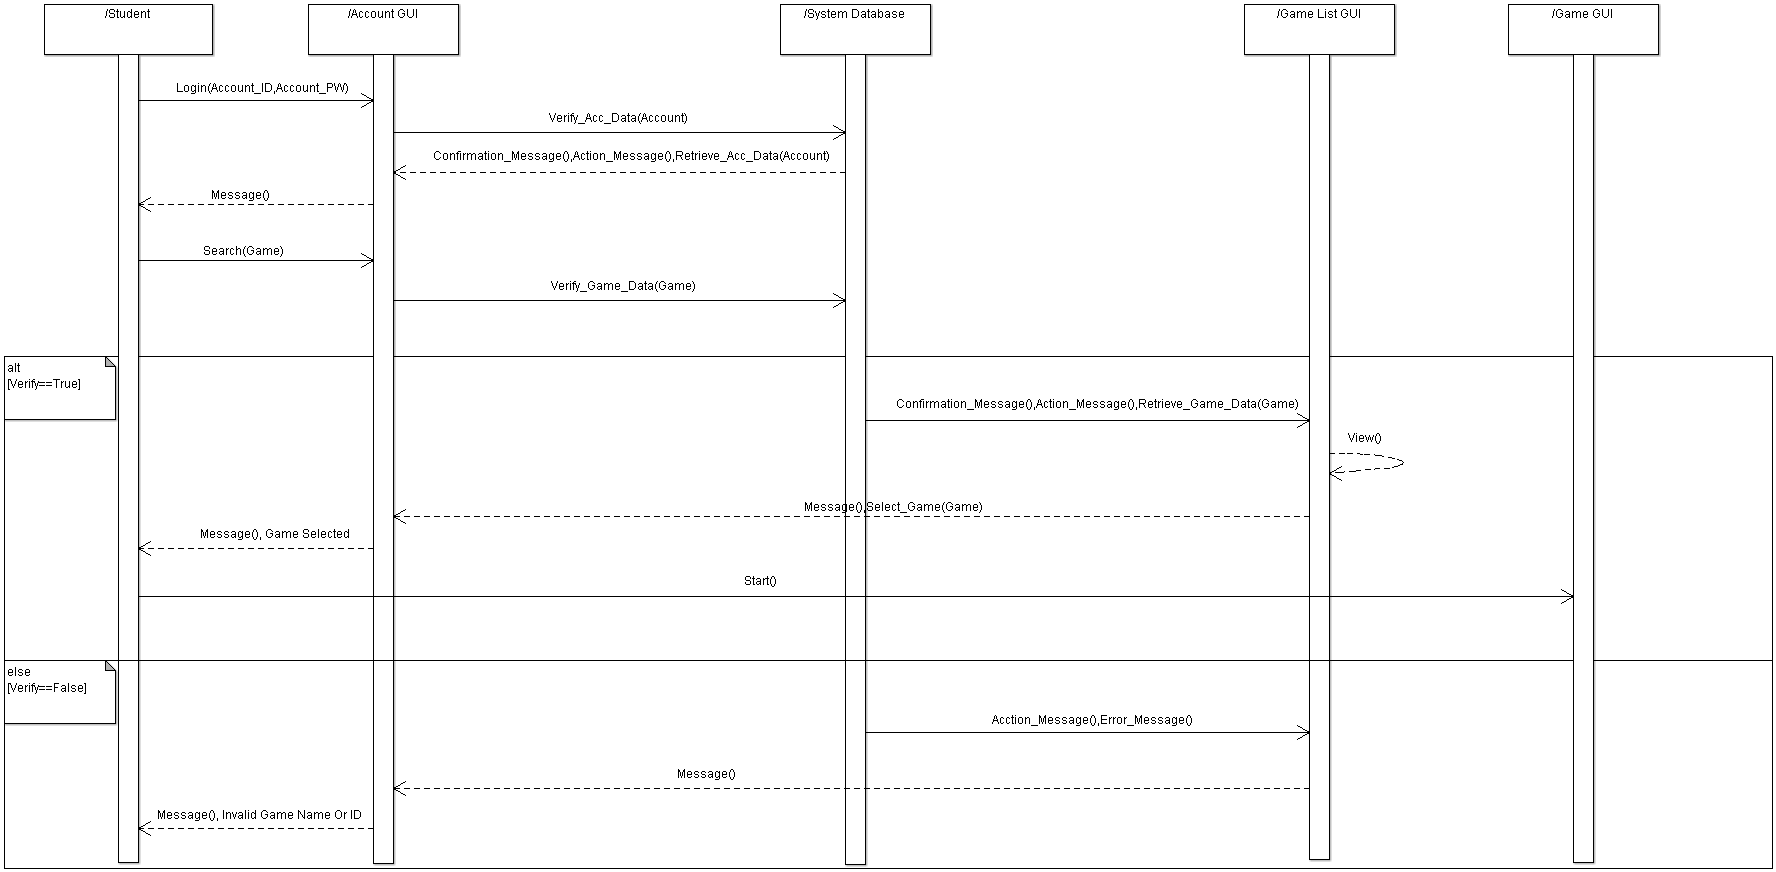 /Student
/Account GUI
/System Database
/Game List GUI
/Game GUI
Login(Account_ID,Account_PW)
Verify_Acc_Data(Account)
Confirmation_Message(),Action_Message(),Retrieve_Acc_Data(Account)
Message()
Search(Game)
Verify_Game_Data(Game)
alt
[Verify==True]
Confirmation_Message(),Action_Message(),Retrieve_Game_Data(Game)
View()
Message(),Select_Game(Game)
Message(), Game Selected
Start()
else
[Verify==False]
Acction_Message(),Error_Message()
Message()
Message(), Invalid Game Name Or ID